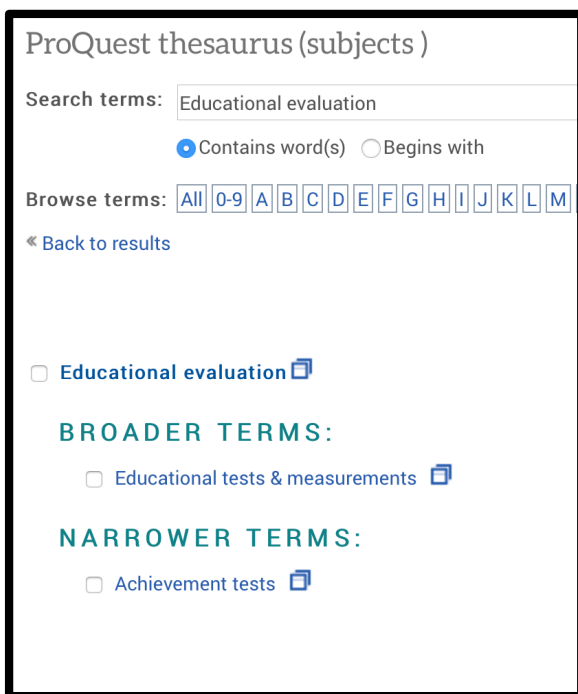 ProQuest thesaurus (subjects )
Search terms: Educational evaluation
Contains word(s) Begins with
Browse terms: All 0-9 A B C D E F G H I J K L M
« Back to results
Educational evaluation
BROADER TERMS:
Educational tests & measurements
NARROWER TERMS:
Achievement tests